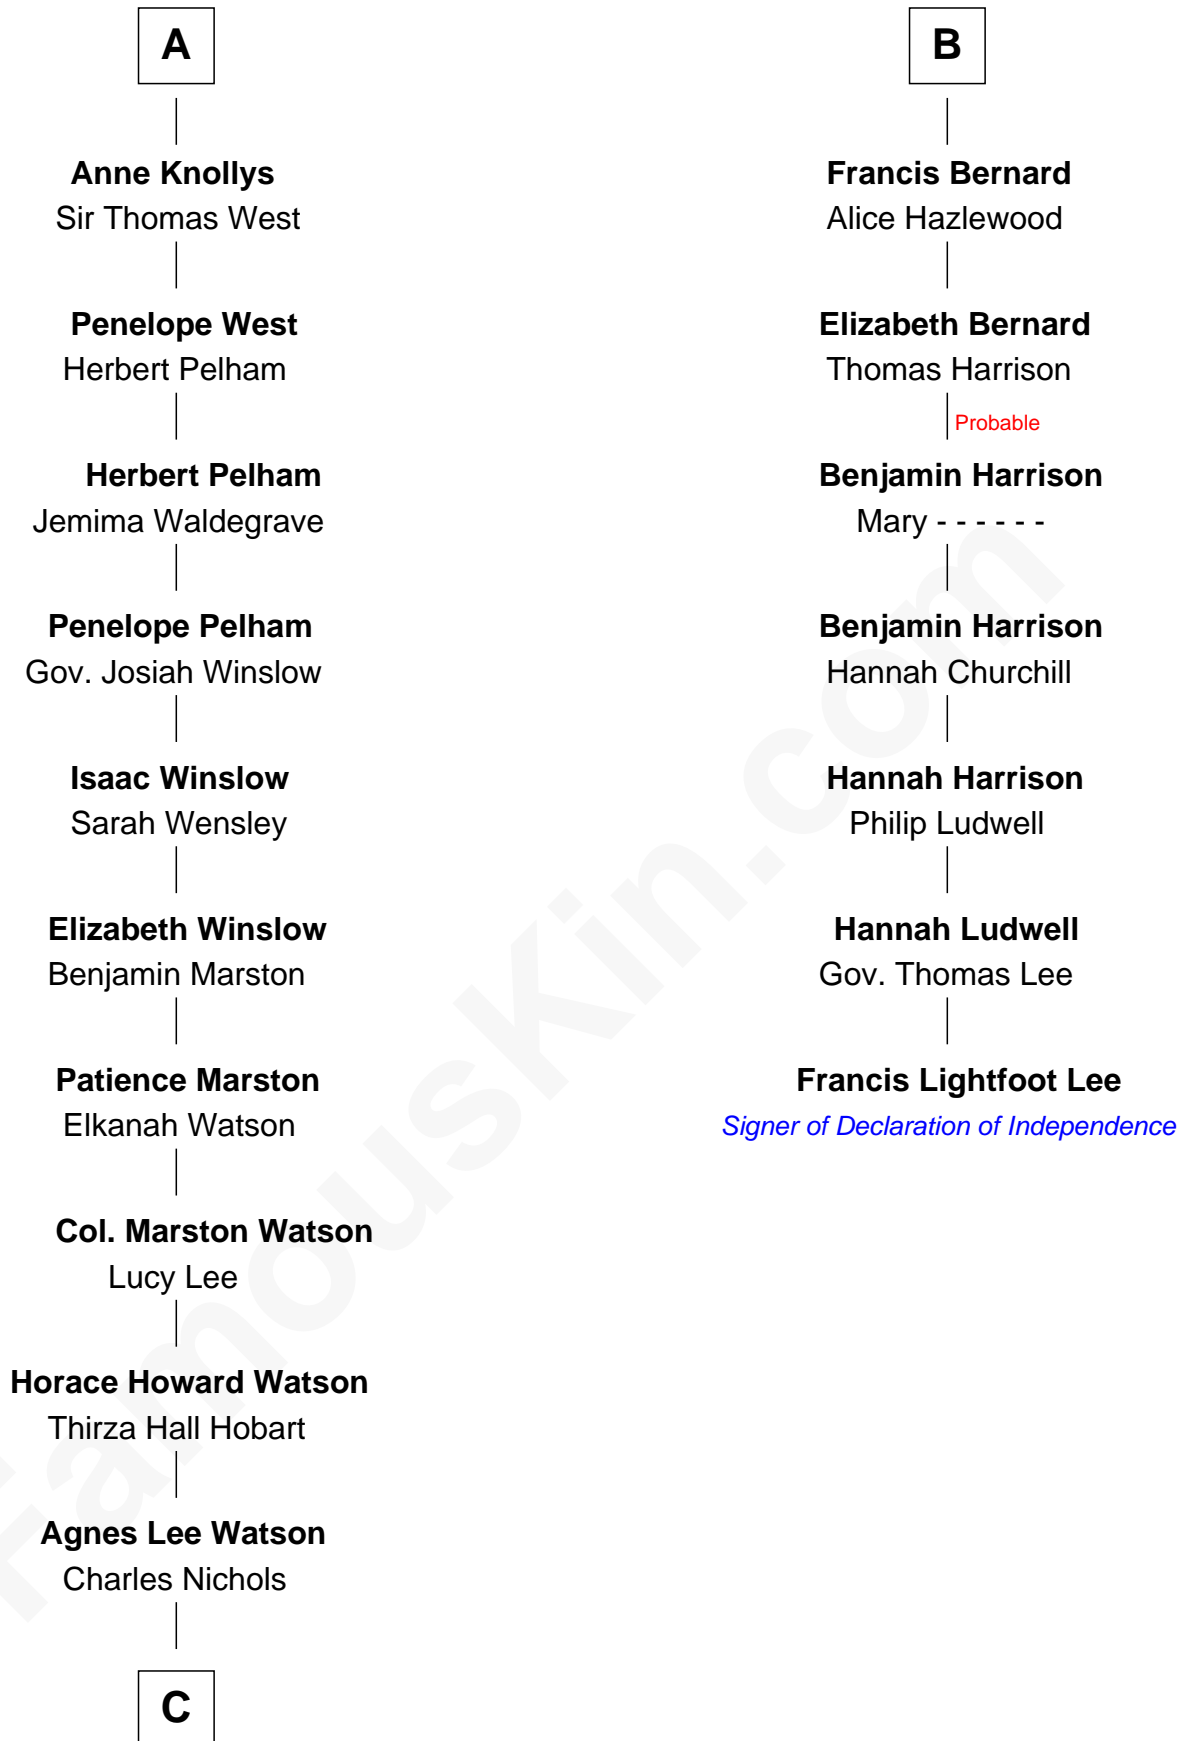 A
Anne Knollys
Sir Thomas West
Penelope West
Herbert Pelham
Herbert Pelham
Jemima Waldegrave
Penelope Pelham
Gov. Josiah Winslow
Isaac Winslow
Sarah Wensley
Elizabeth Winslow
Benjamin Marston
Patience Marston
Elkanah Watson
Col. Marston Watson
Lucy Lee
Horace Howard Watson
Thirza Hall Hobart
Agnes Lee Watson
Charles Nichols
C
B
Francis Bernard
Alice Hazlewood
Elizabeth Bernard
Thomas Harrison
Probable
Benjamin Harrison
Mary - - - - - -
Benjamin Harrison
Hannah Churchill
Hannah Harrison
Philip Ludwell
Hannah Ludwell
Gov. Thomas Lee
Francis Lightfoot Lee
Signer of Declaration of Independence
FamousKin.com